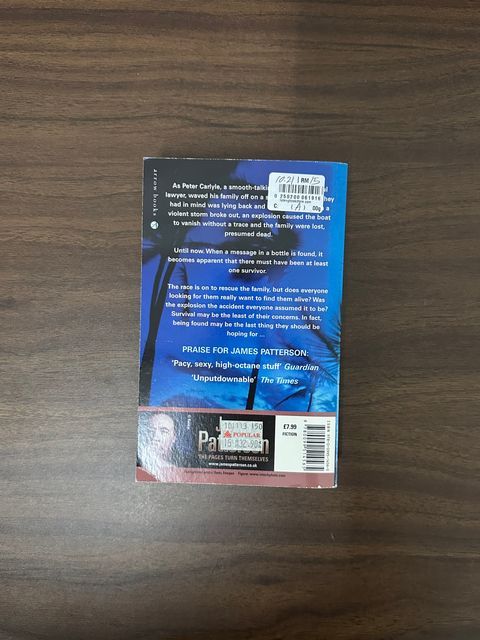 arrow books
As Peter Carlyle, a smooth-talki
lawyer, waved his family off on a s
had in mind was lying back and
violent storm broke out, an explosion caused the boat
to vanish without a trace and the family were lost,
presumed dead.
Until now. When a message in a bottle is found, it
becomes apparent that there must have been at least
one survivor.
The race is on to rescue the family, but does everyone
looking for them really want to find them alive? Was
the explosion the accident everyone assumed it to be?
Survival may be the least of their concerns. In fact,
being found may be the last thing they should be
hoping for ...
PRAISE FOR JAMES PATTERSON:
'Pacy, sexy, high-octane stuff' Guardian
'Unputdownable' The Times
RM
£7.99
FICTION
POPULAR
Patterson
THE PAGES TURN THEMSELVES
www.jamespatterson.co.uk